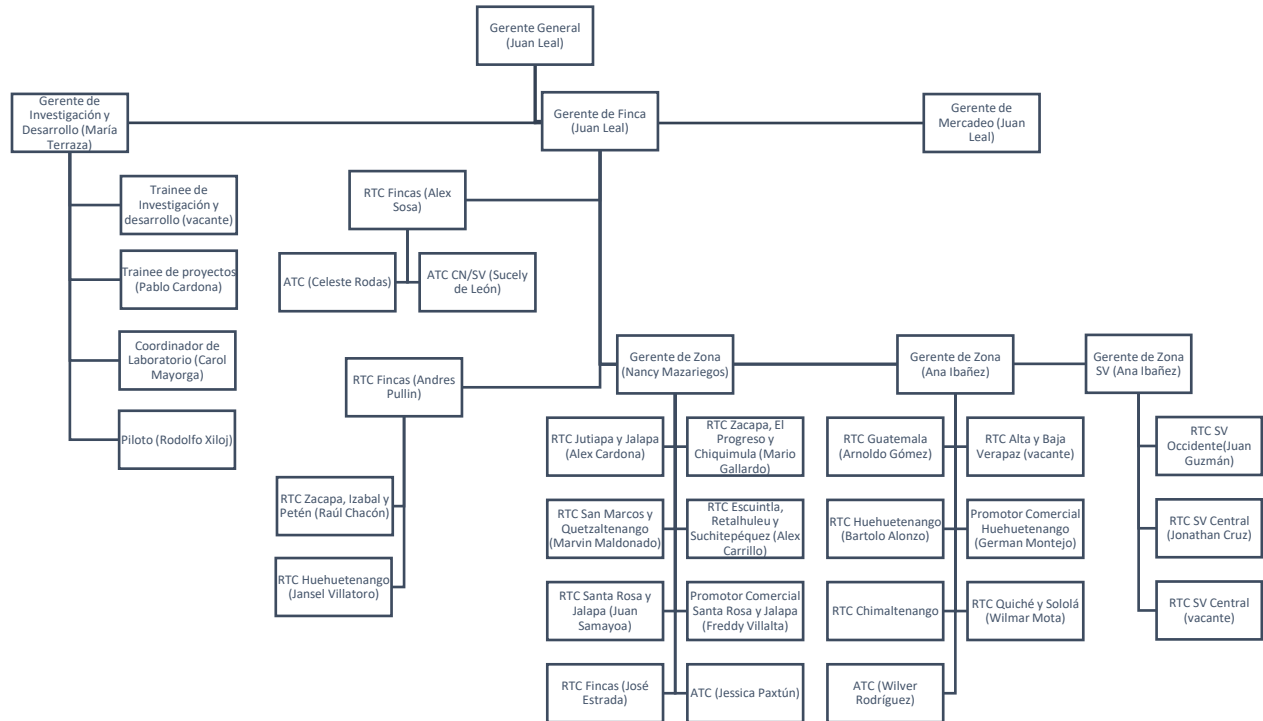 Gerente General
(Juan Leal)
Gerente de
Investigación y
Desarrollo (María
Terraza)
Gerente de Finca
(Juan Leal)
Gerente de
Mercadeo (Juan
Leal)
Trainee de
Investigación y
desarrollo (vacante)
Trainee de proyectos
(Pablo Cardona)
Coordinador de
Laboratorio (Carol
Mayorga)
Piloto (Rodolfo Xiloj)
RTC Fincas (Alex
Sosa)
ATC (Celeste Rodas)
ATC CN/SV (Sucely
de León)
RTC Fincas (Andres
Pullin)
RTC Zacapa, Izabal y
Petén (Raúl Chacón)
RTC Huehuetenango
(Jansel Villatoro)
Gerente de Zona
(Nancy Mazariegos)
RTC Jutiapa y Jalapa
(Alex Cardona)
RTC Zacapa, El
Progreso y
Chiquimula (Mario
Gallardo)
RTC San Marcos y
Quetzaltenango
(Marvin Maldonado)
RTC Escuintla,
Retalhuleu y
Suchitepéquez (Alex
Carrillo)
RTC Santa Rosa y
Jalapa (Juan
Samayoa)
Promotor Comercial
Santa Rosa y Jalapa
(Freddy Villalta)
RTC Fincas (José
Estrada)
ATC (Jessica Paxtún)
Gerente de Zona
(Ana Ibañez)
RTC Guatemala
(Arnoldo Gómez)
RTC Alta y Baja
Verapaz (vacante)
RTC Huehuetenango
(Bartolo Alonzo)
Promotor Comercial
Huehuetenango
(German Montejo)
RTC Chimaltenango
RTC Quiché y Sololá
(Wilmar Mota)
ATC (Wilver
Rodríguez)
Gerente de Zona
SV (Ana Ibañez)
RTC SV
Occidente(Juan
Guzmán)
RTC SV Central
(Jonathan Cruz)
RTC SV Central
(vacante)